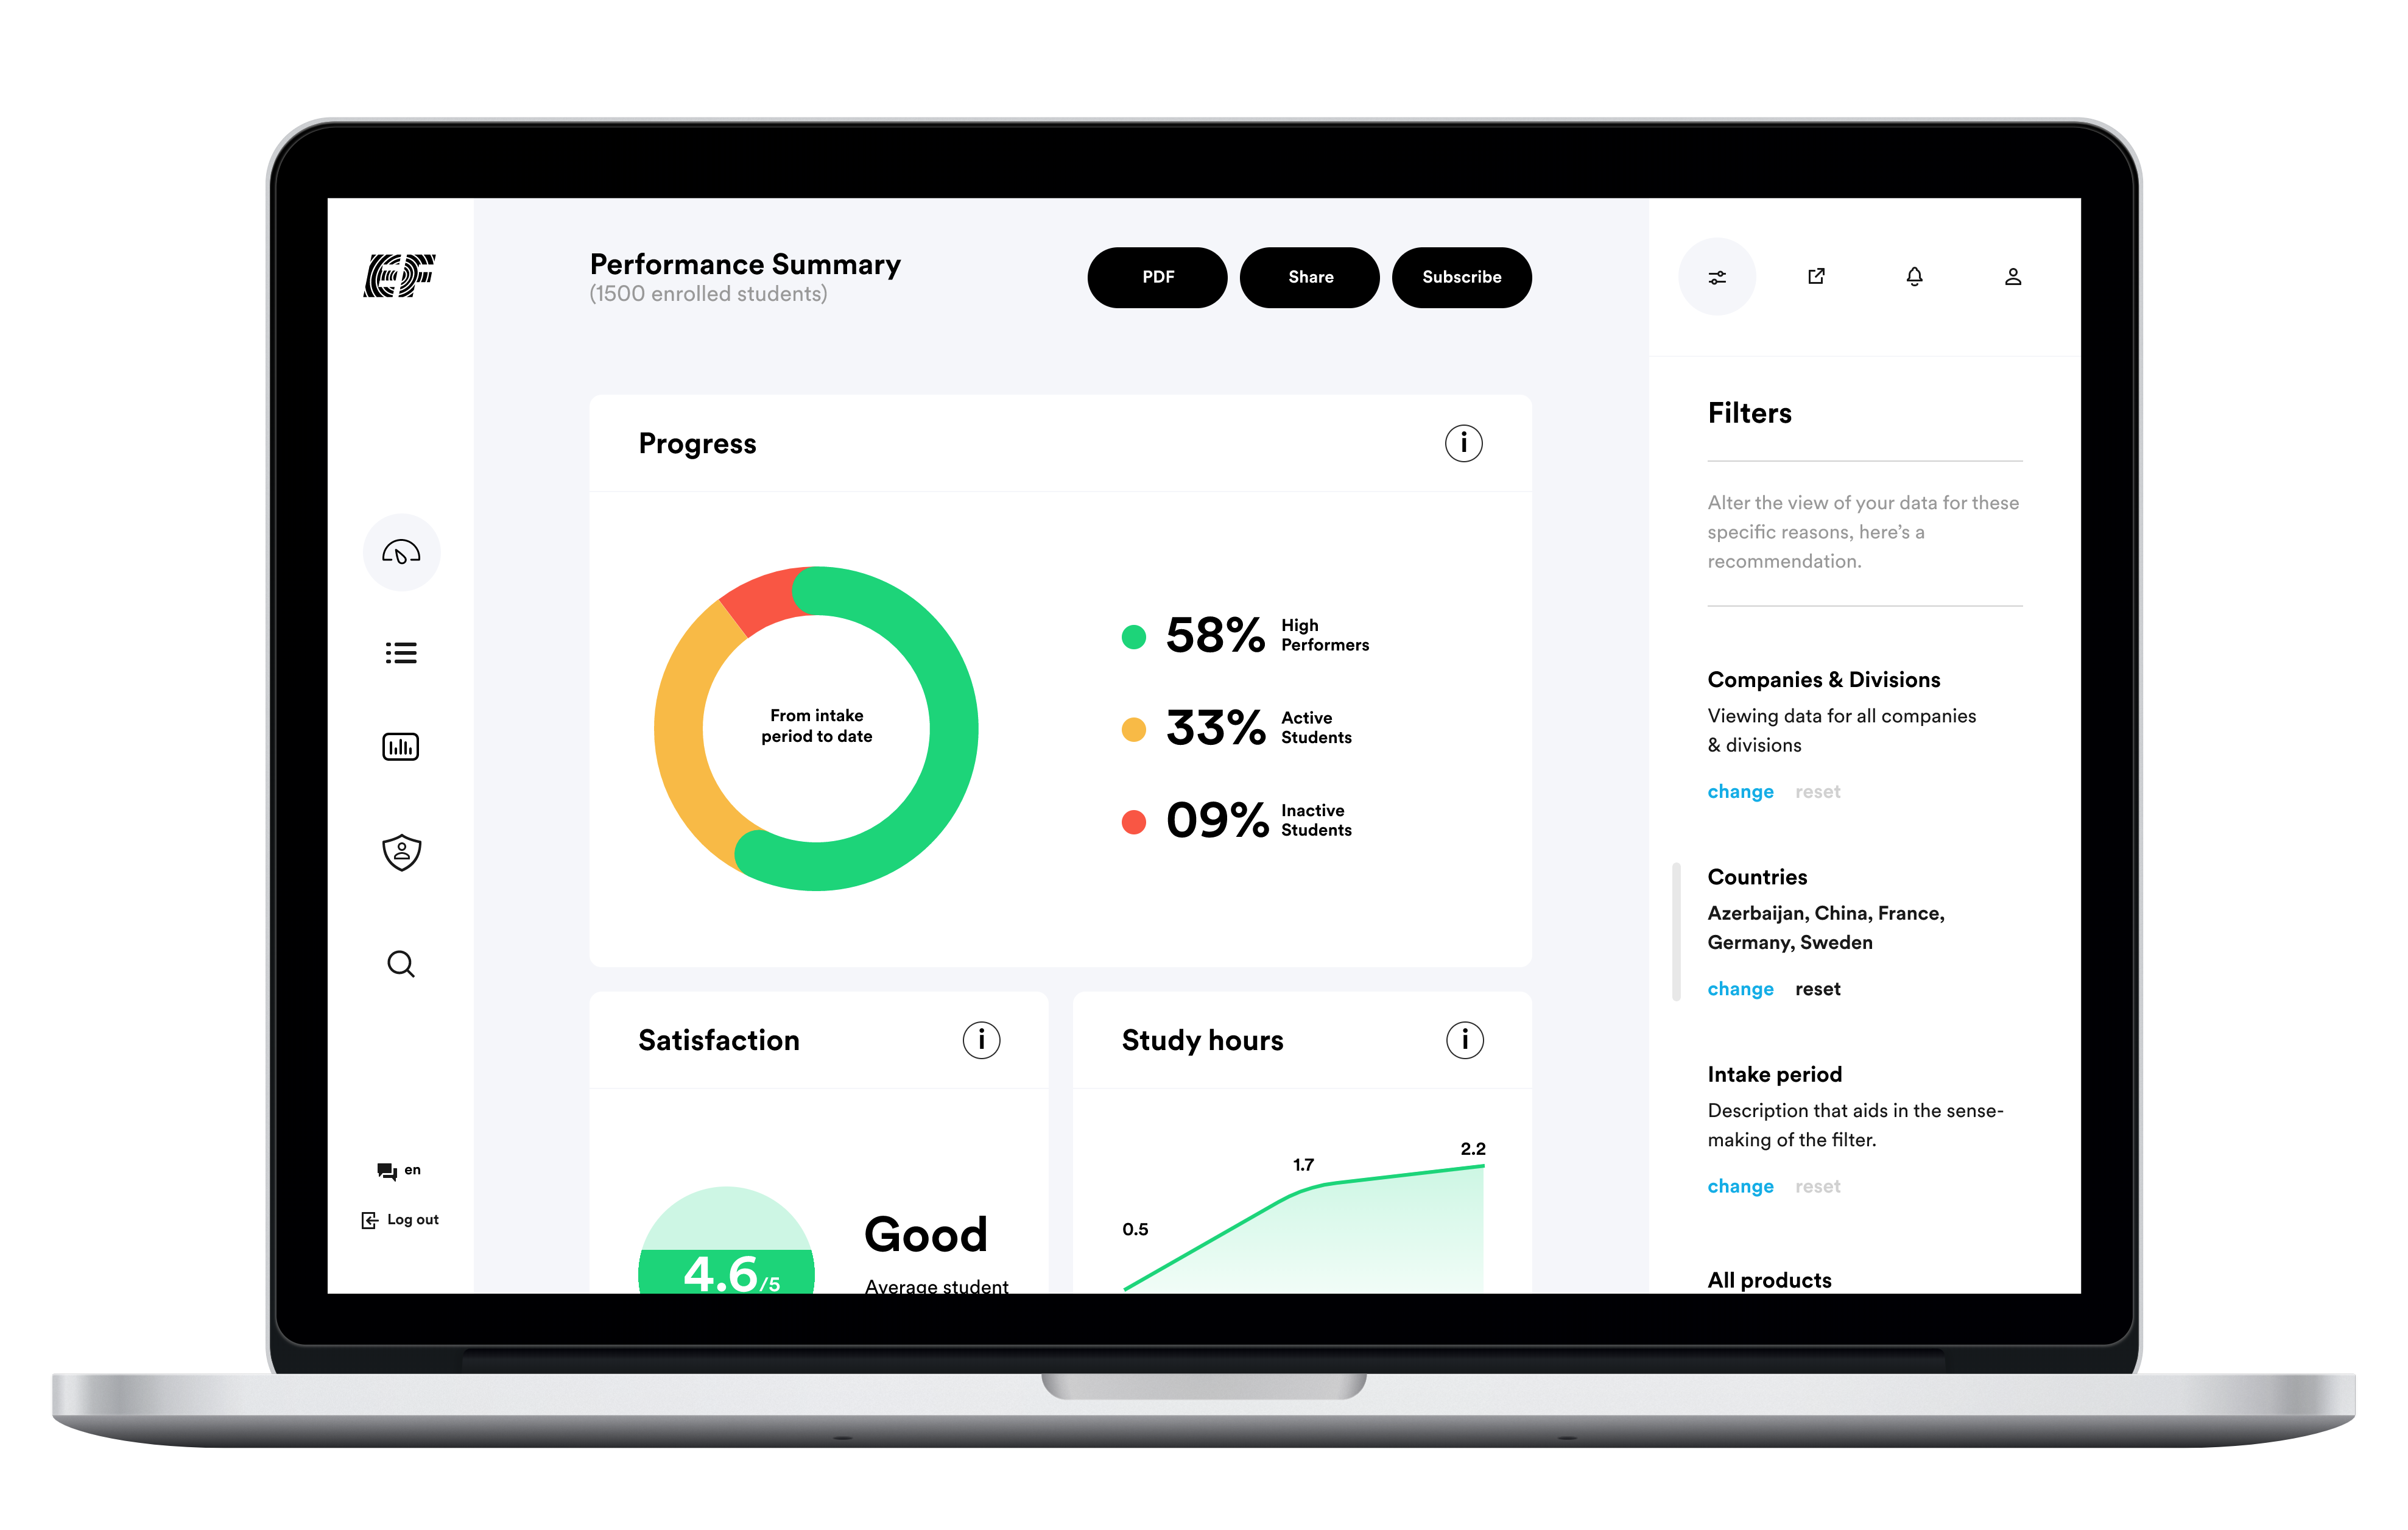 EF
Performance Summary
(1500 enrolled students)
PDF
Share
Subscribe
Progress
i
From intake
period to date
58%
High
Performers
33%
Active
Students
09%
Inactive
Students
Satisfaction
i
4.6/5
Good
Average student
Study hours
i
0.5
1.7
2.2
en
Log out
Filters
Alter the view of your data for these
specific reasons, here's a
recommendation.
Companies & Divisions
Viewing data for all companies
& divisions
change reset
Countries
Azerbaijan, China, France,
Germany, Sweden
change reset
Intake period
Description that aids in the sense-
making of the filter.
change reset
All products